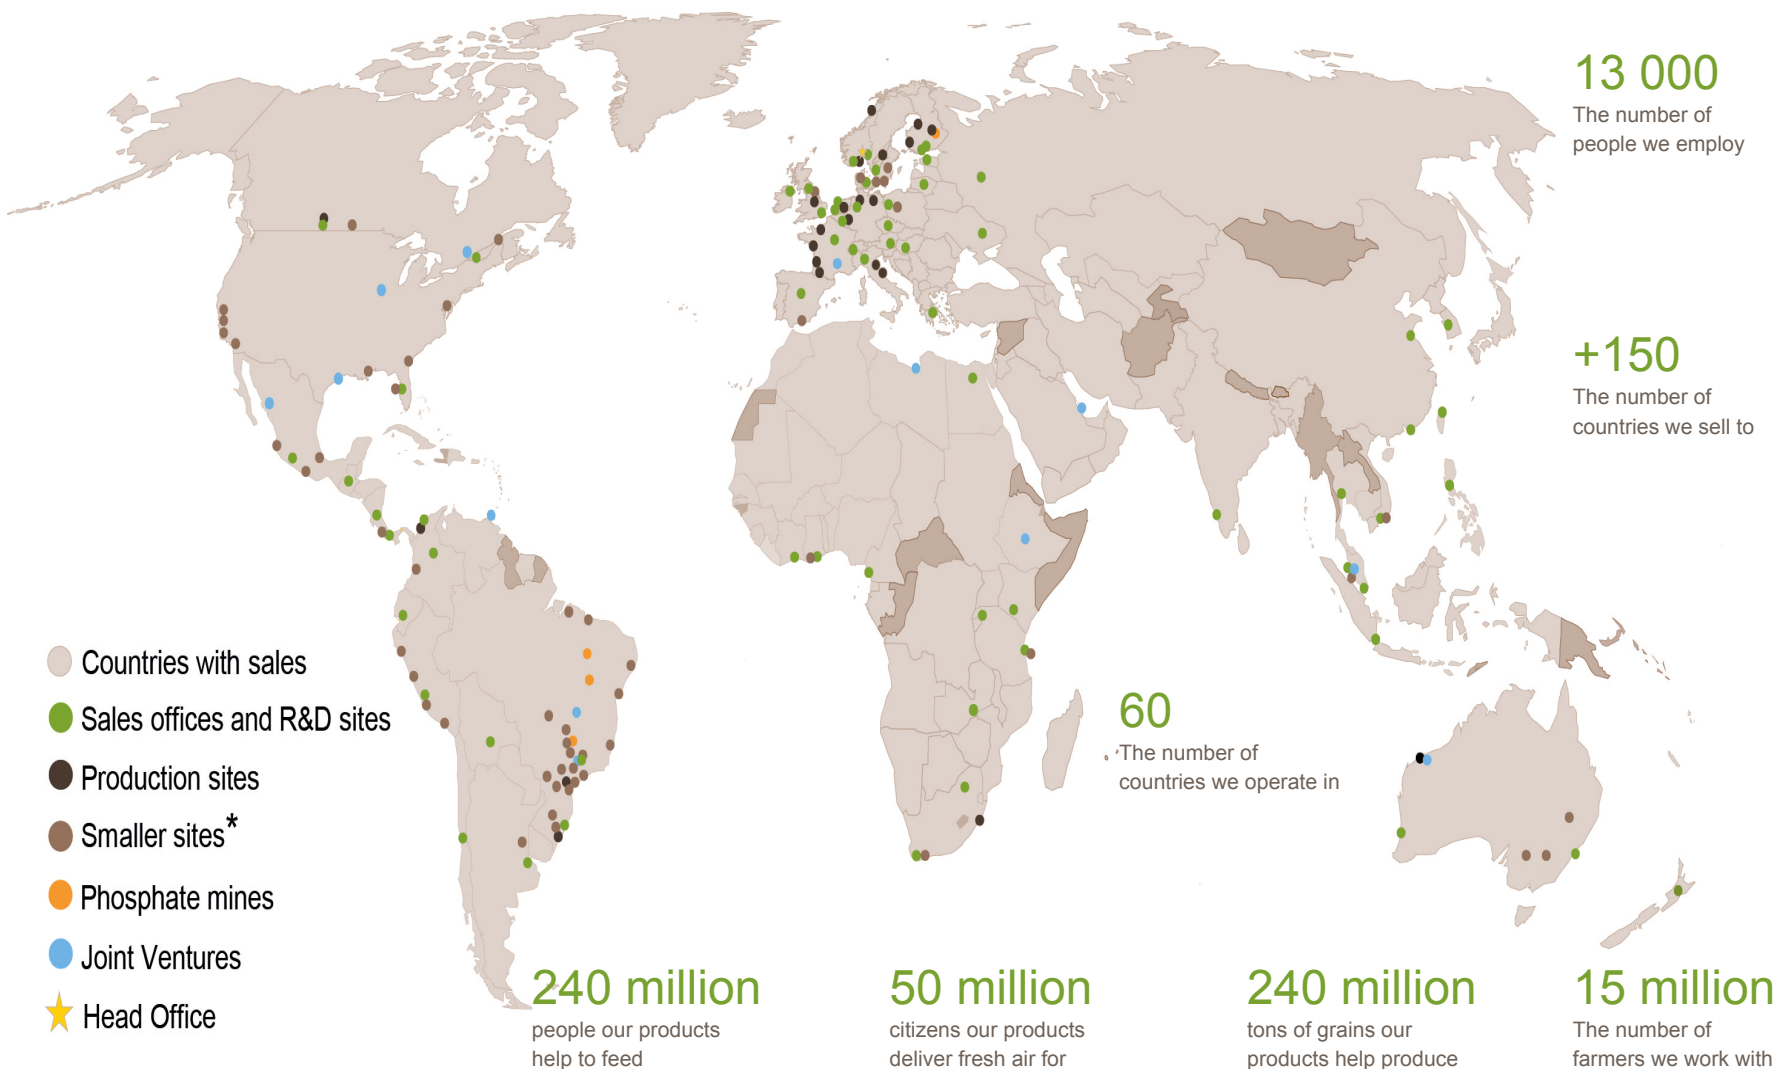 13 000
The number of
people we employ
+150
The number of
countries we sell to
Countries with sales
Sales offices and R&D sites
Production sites
Smaller sites*
Phosphate mines
Joint Ventures
Head Office
60
The number of
countries we operate in
240 million
people our products
help to feed
50 million
citizens our products
deliver fresh air for
240 million
tons of grains our
products help produce
15 million
The number of
farmers we work with